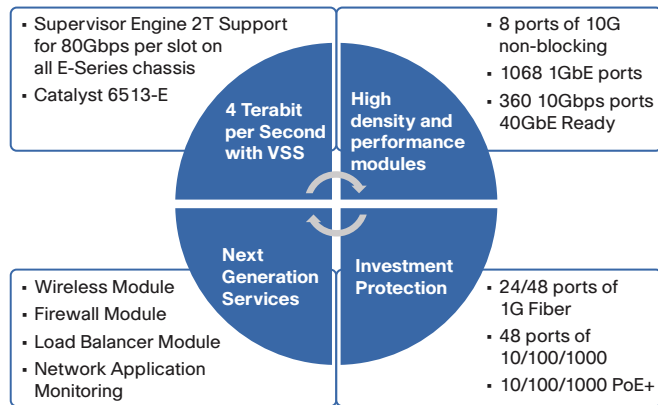 ▪ Supervisor Engine 2T Support
for 80Gbps per slot on
all E-Series chassis
▪ Catalyst 6513-E
4 Terabit
per Second
with VSS
High
density and
performance
modules
▪ 8 ports of 10G
non-blocking
▪ 1068 1GbE ports
▪ 360 10Gbps ports
40GbE Ready
▪ Wireless Module
▪ Firewall Module
▪ Load Balancer Module
▪ Network Application
Monitoring
Next
Generation
Services
Investment
Protection
▪ 24/48 ports of
1G Fiber
▪ 48 ports of
10/100/1000
▪ 10/100/1000 PoE+